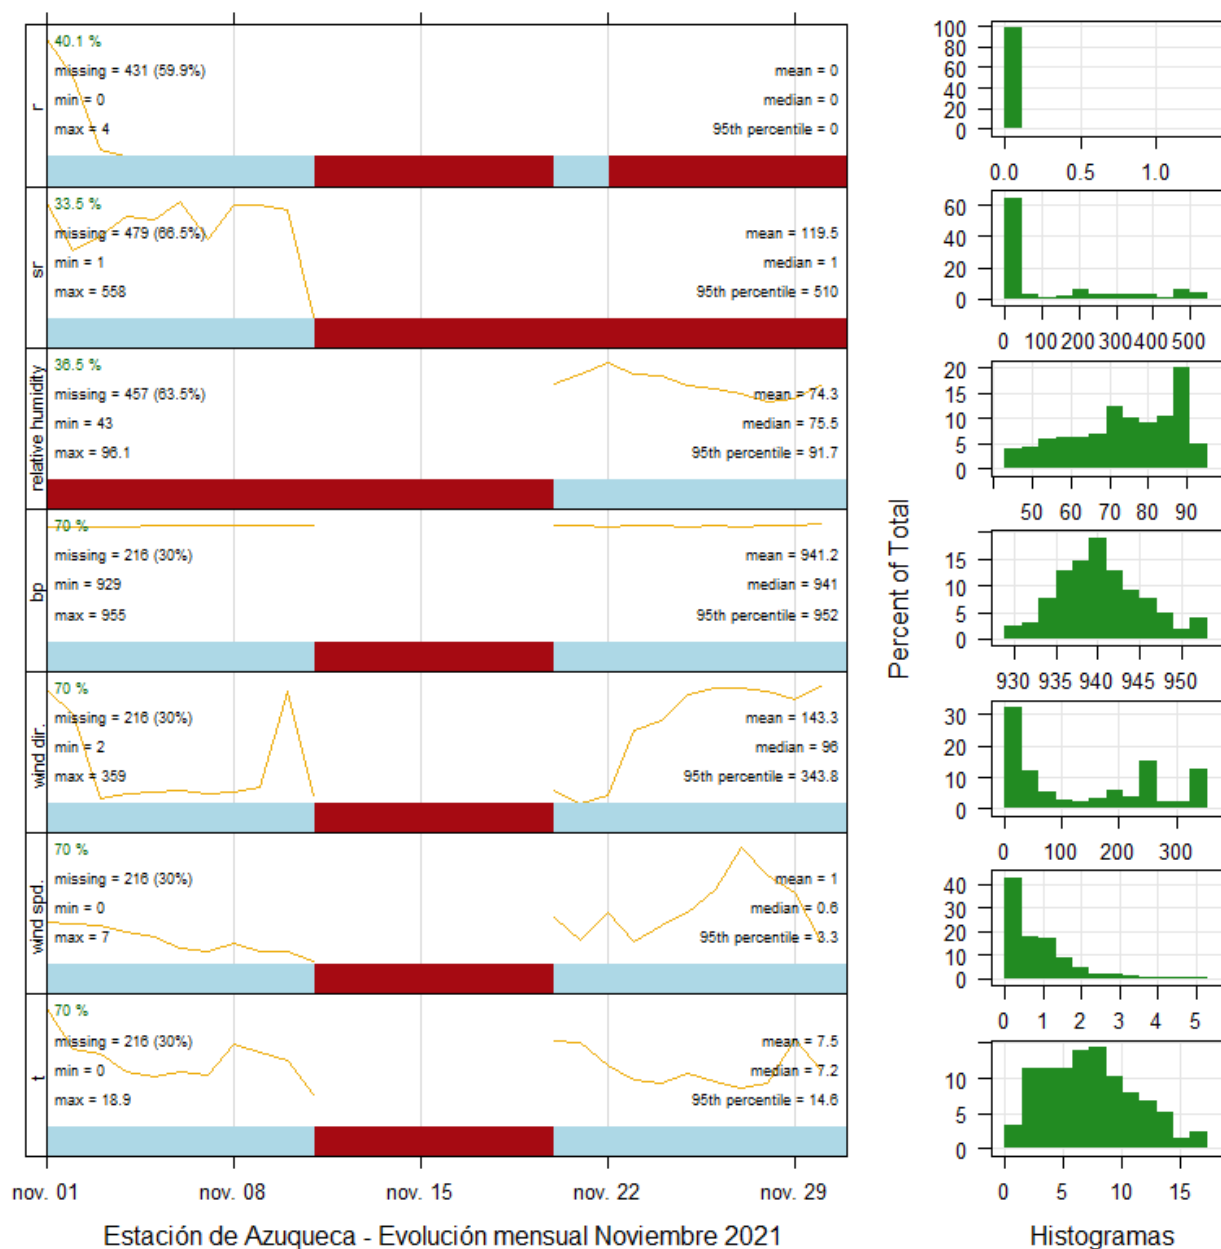 r
40.1 %
missing = 431 (59.9%)
min = 0
max = 4
mean = 0
median = 0
95th percentile = 0
sr
33.5 %
missing = 479 (66.5%)
min = 1
max = 558
mean = 119.5
median = 1
95th percentile = 510
relative humidity
36.5 %
missing = 457 (63.5%)
min = 43
max = 96.1
mean = 74.3
median = 75.5
95th percentile = 91.7
bp
70 %
missing = 216 (30%)
min = 929
max = 955
mean = 941.2
median = 941
95th percentile = 952
wind dir.
70 %
missing = 216 (30%)
min = 2
max = 359
mean = 143.3
median = 96
95th percentile = 343.8
wind spd.
70 %
missing = 216 (30%)
min = 0
max = 7
mean = 1
median = 0.6
95th percentile = 3.3
t
70 %
missing = 216 (30%)
min = 0
max = 18.9
mean = 7.5
median = 7.2
95th percentile = 14.6
nov. 01 nov. 08 nov. 15 nov. 22 nov. 29
Estación de Azuqueca - Evolución mensual Noviembre 2021
Percent of Total
100
80
60
40
20
0
0.0 0.5 1.0
60
40
20
0
0 100 200 300 400 500
20
15
10
5
0
50 60 70 80 90
15
10
5
0
930 935 940 945 950
30
20
10
0
0 100 200 300
40
30
20
10
0
0 1 2 3 4 5
10
5
0
0 5 10 15
Histogramas